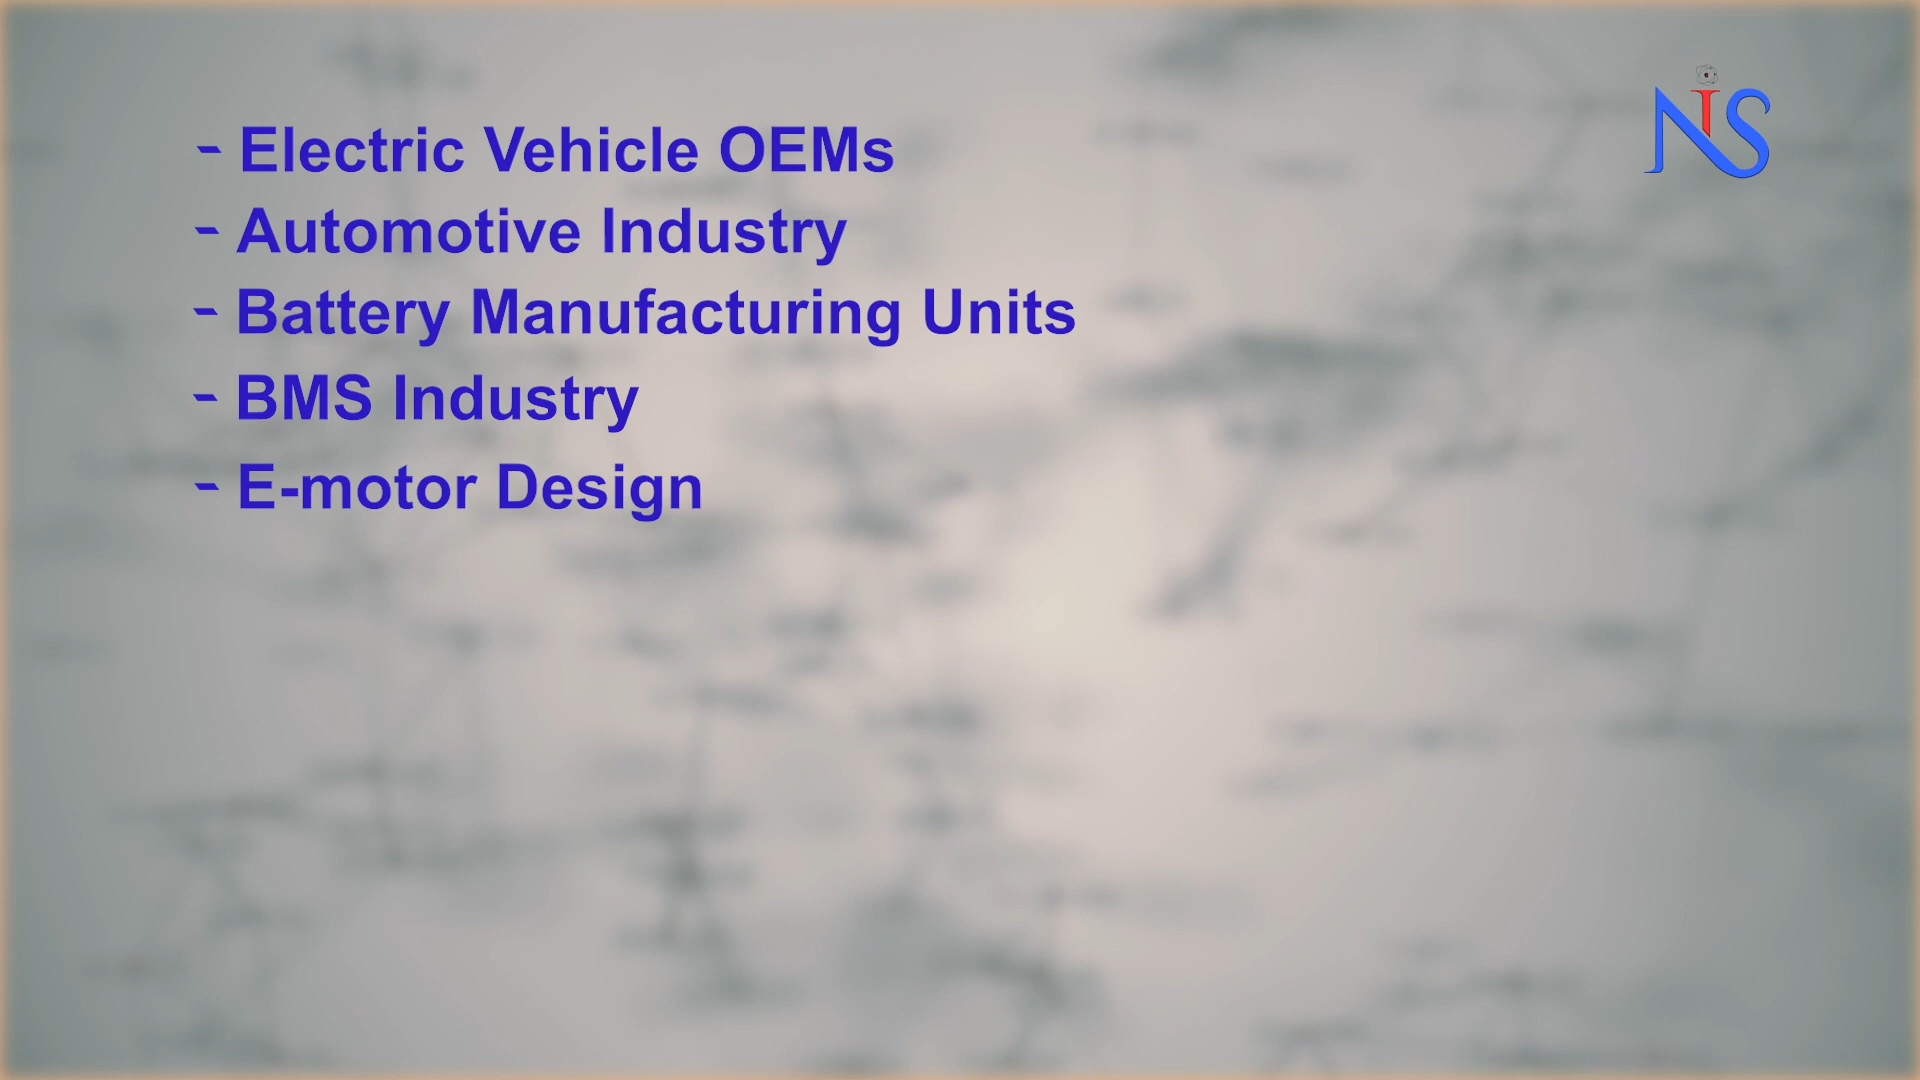 - Electric Vehicle OEMs
- Automotive Industry
- Battery Manufacturing Units
- BMS Industry
- E-motor Design
NIS